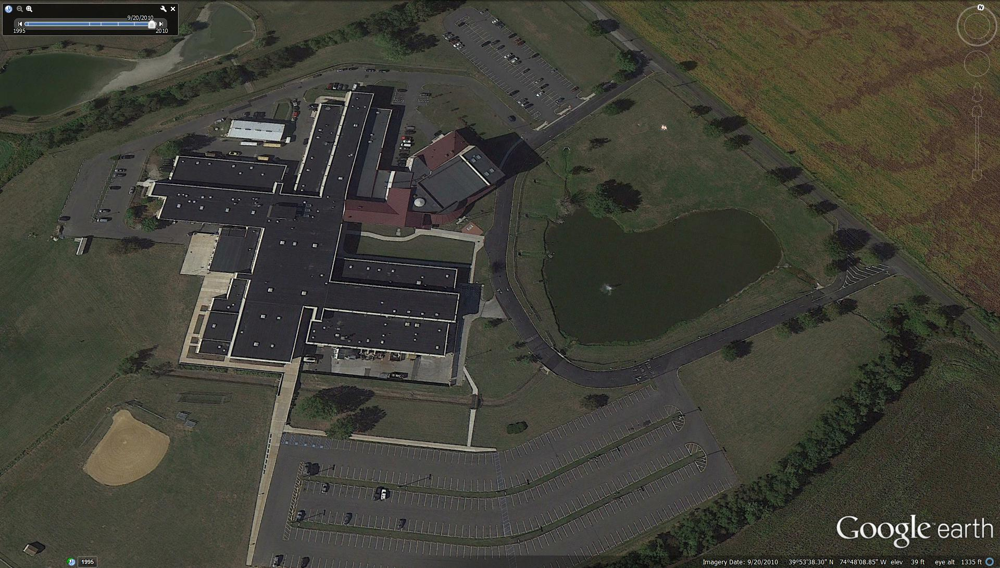 9/20/2010
1995
2010
N
Google™ earth
1995
Imagery Date: 9/20/2010 39°53'38.30" N 74°48'08.85" W elev 39 ft eye alt 1335 ft